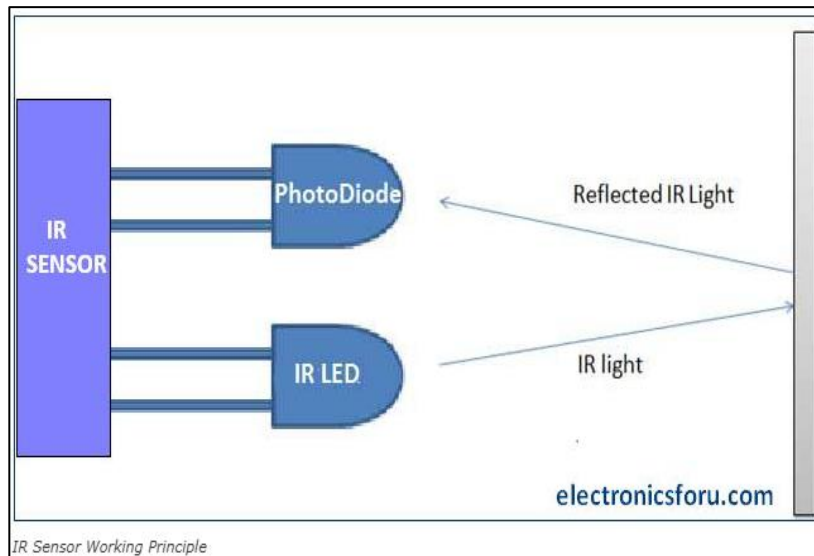 PhotoDiode
Reflected IR Light
IR
SENSOR
IR LED
IR light
electronicsforu.com
IR Sensor Working Principle